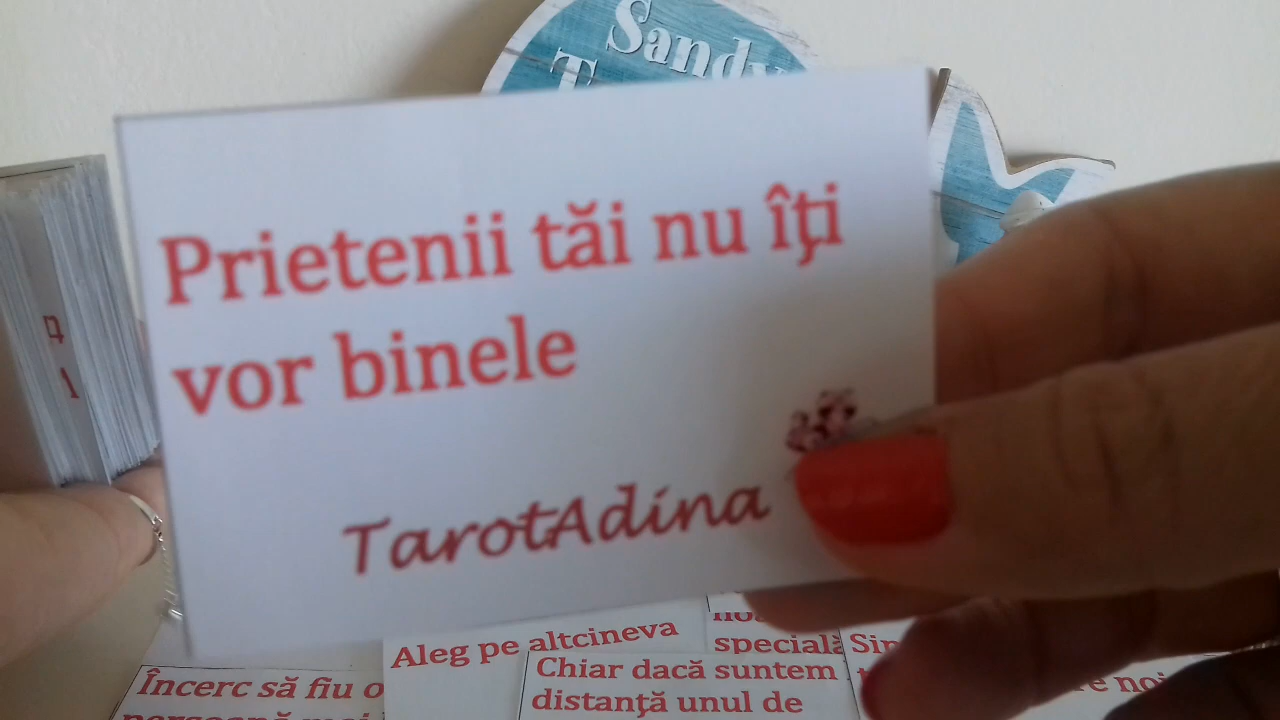 Sandy
Prietenii tăi nu îţi
vor binele
TarotAdina
Aleg pe altcineva
specială
Încerc să fiu o
Chiar dacă suntem
distanţă unul de